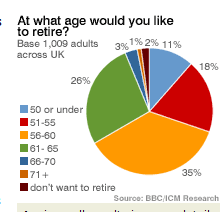 At what age would you like
to retire?
Base 1,009 adults
across UK
3% 1% 2% 11%
18%
26%
35%
50 or under
51-55
56-60
61- 65
66-70
71+
don't want to retire
Source: BBC/ICM Research